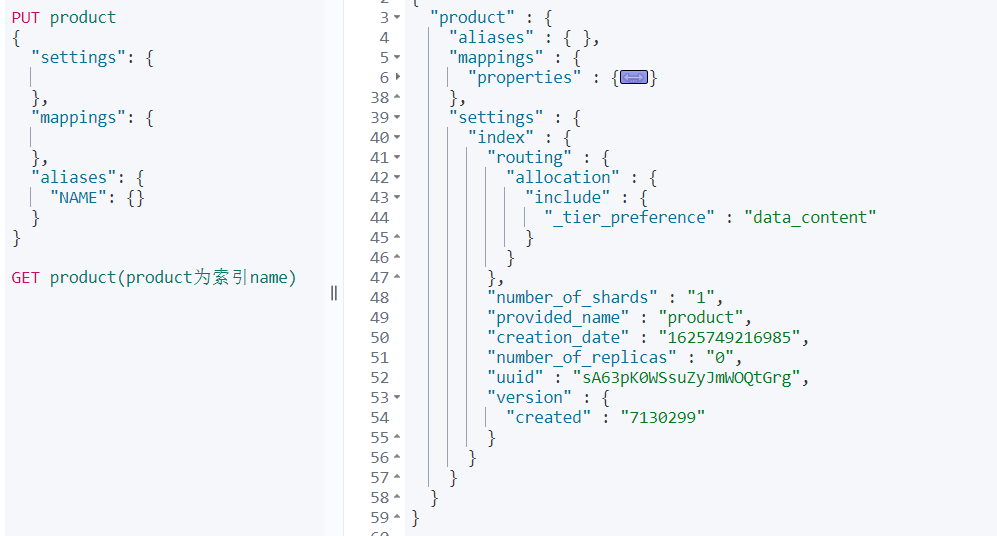 PUT product
{
  "settings": {

  },
  "mappings": {

  },
  "aliases": {
    "NAME": {}
  }
}
GET product(product为索引name)
2 {
3 "product" : {
4 "aliases" : { },
5 "mappings" : {
6 "properties" : {↔}
38 },
39 "settings" : {
40 "index" : {
41 "routing" : {
42 "allocation" : {
43 "include" : {
44 "_tier_preference" : "data_content"
45 }
46 }
47 },
48 "number_of_shards" : "1",
49 "provided_name" : "product",
50 "creation_date" : "1625749216985",
51 "number_of_replicas" : "0",
52 "uuid" : "sA63pK0WSsuZyJmWOQtGrg",
53 "version" : {
54 "created" : "7130299"
55 }
56 }
57 }
58 }
59 }
60